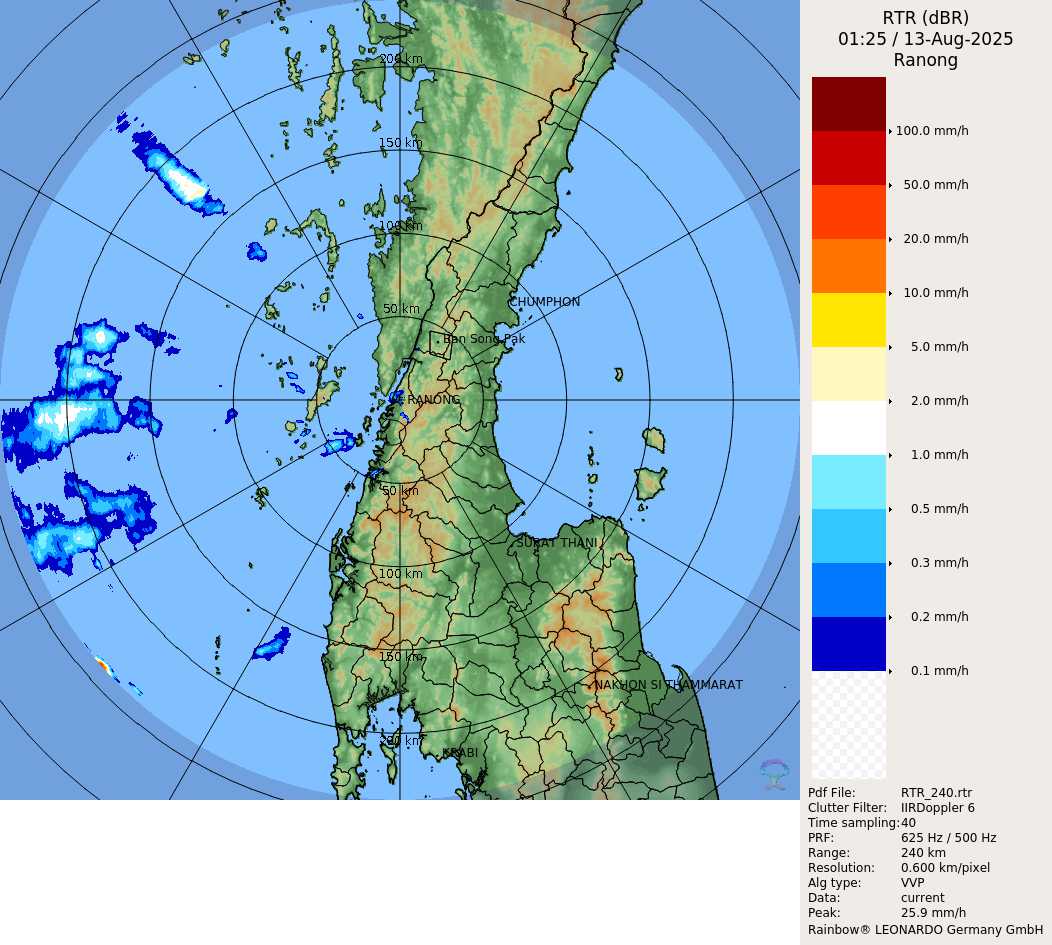 RTR (dBR)
01:25 / 13-Aug-2025
Ranong
200 km
150 km
100 km
50 km
CHUMPHON
Ban Song Pak
RANONG
50 km
SURAT THANI
100 km
150 km
NAKHON SI THAMMARAT
200 km
KRABI
100.0 mm/h
50.0 mm/h
20.0 mm/h
10.0 mm/h
5.0 mm/h
2.0 mm/h
1.0 mm/h
0.5 mm/h
0.3 mm/h
0.2 mm/h
0.1 mm/h
Pdf File: RTR_240.rtr
Clutter Filter: IIRDoppler 6
Time sampling:40
PRF: 625 Hz / 500 Hz
Range: 240 km
Resolution: 0.600 km/pixel
Alg type: VVP
Data: current
Peak: 25.9 mm/h
Rainbow® LEONARDO Germany GmbH